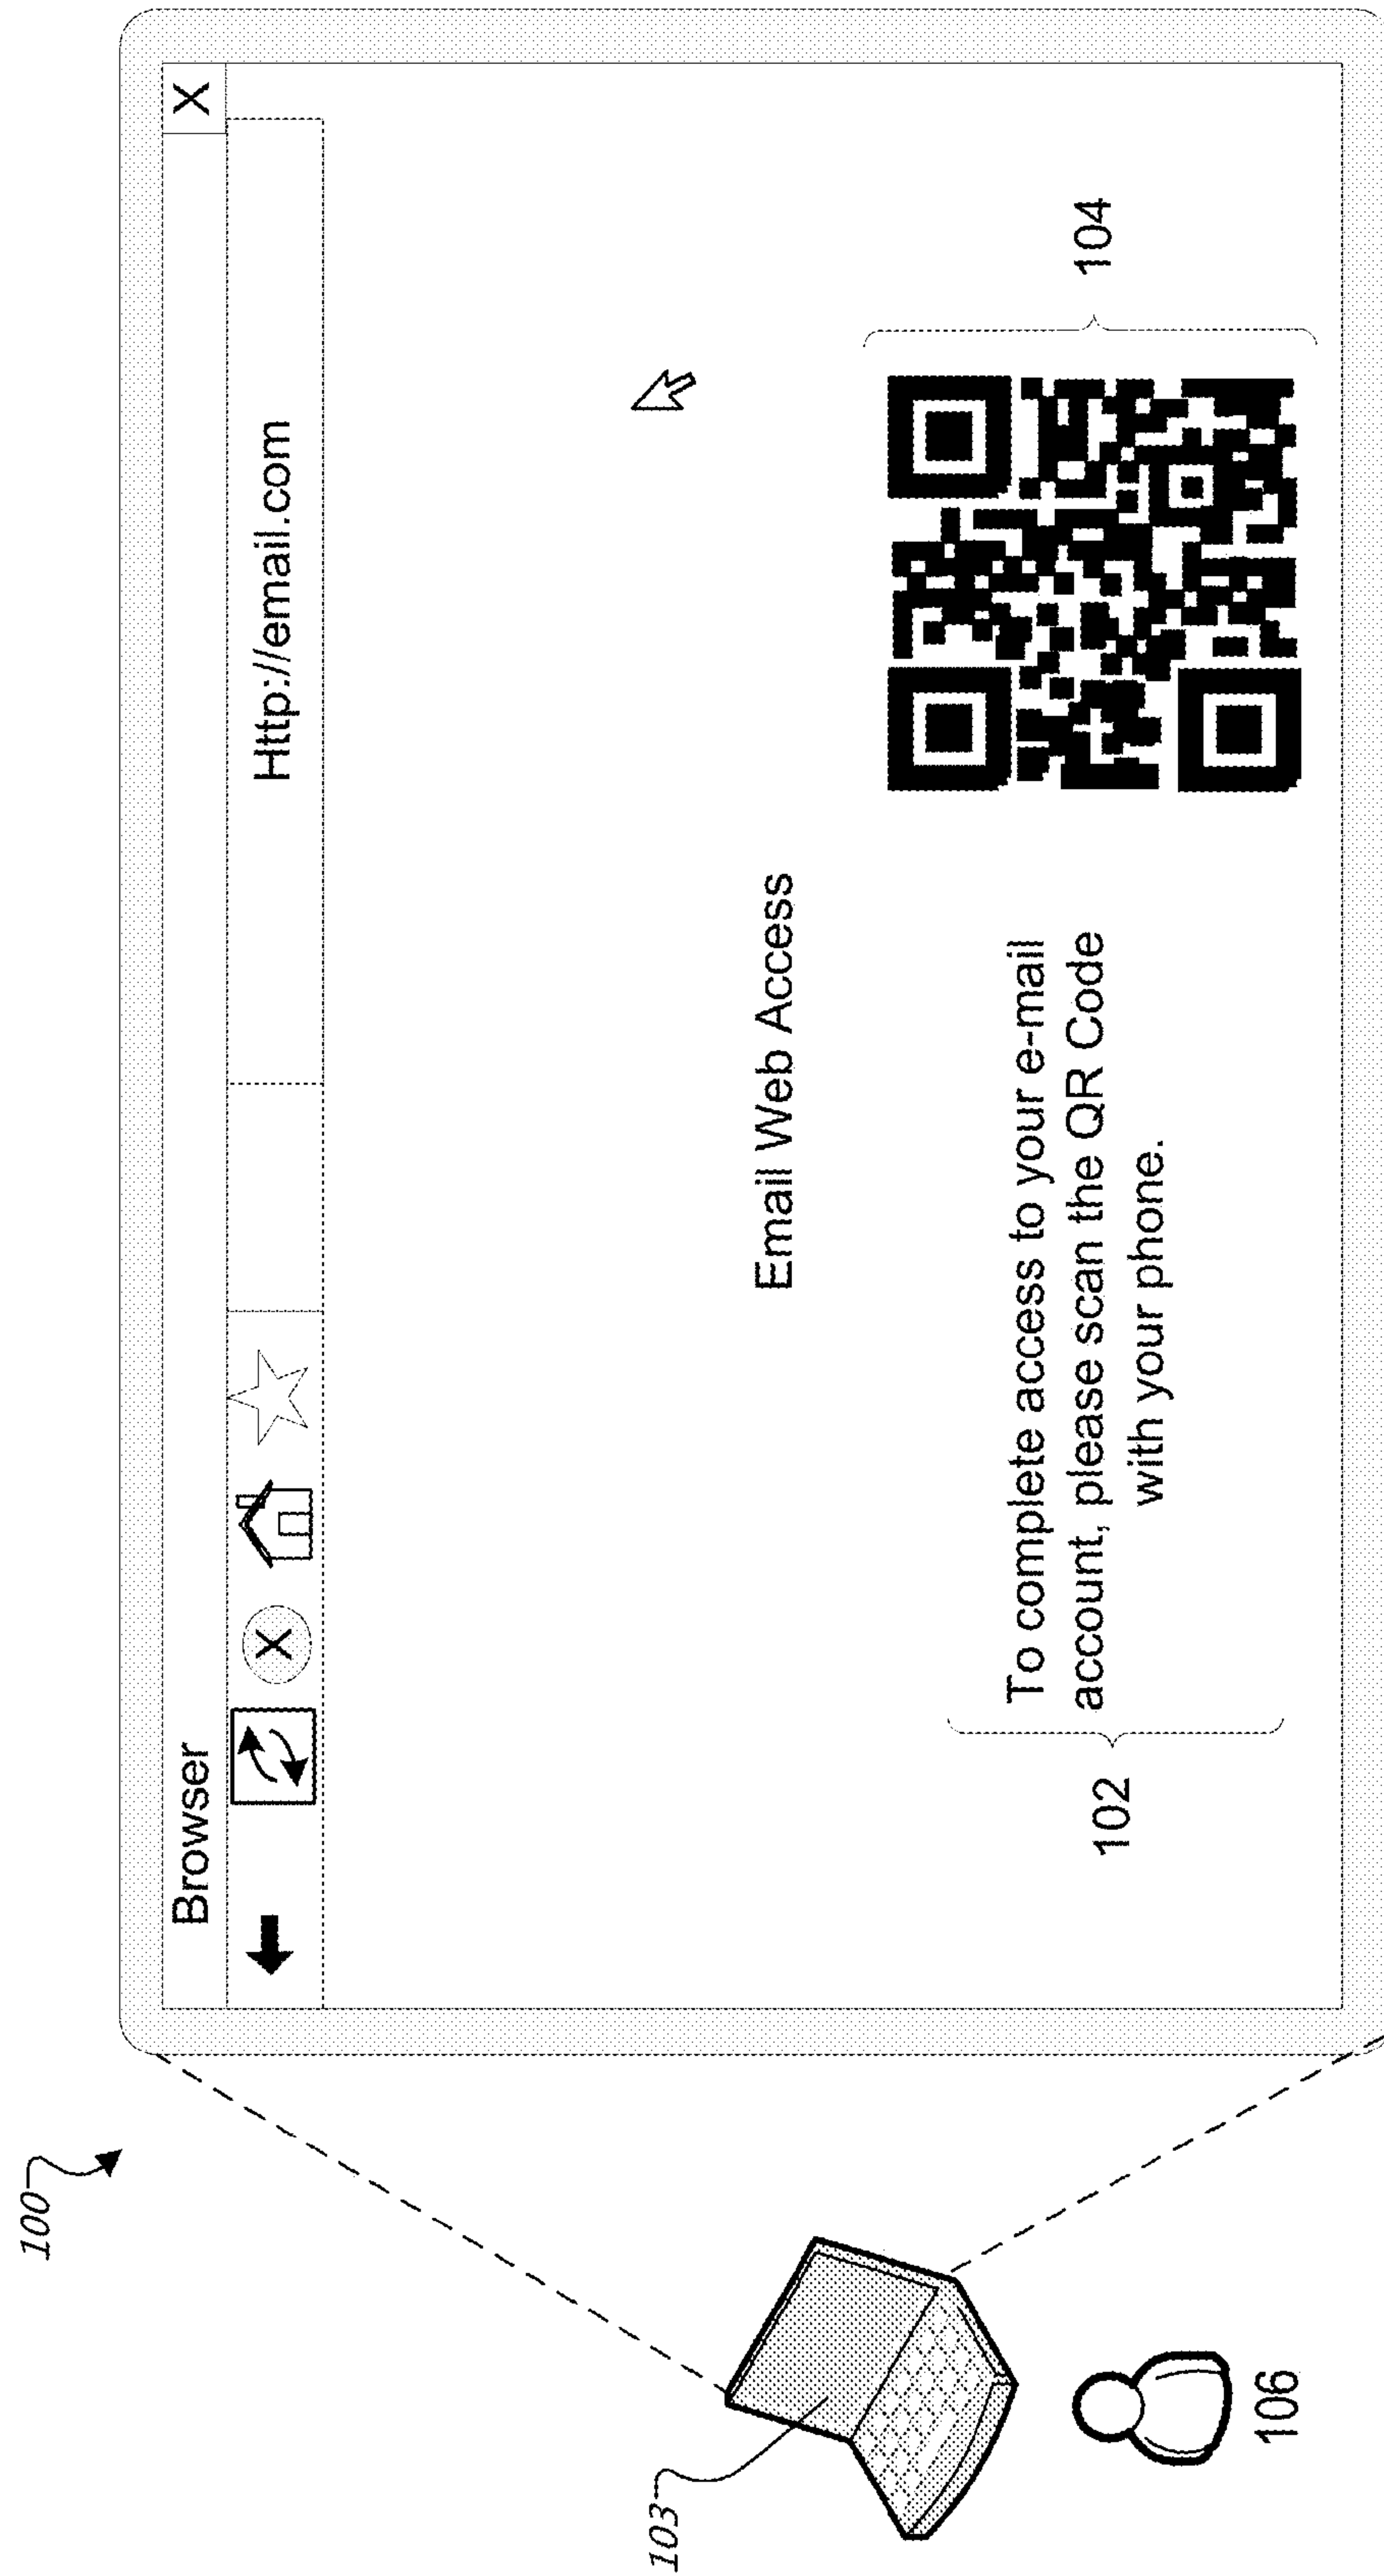 100
Browser
X
X
Http://email.com
Email Web Access
To complete access to your e-mail
account, please scan the QR Code
with your phone.
102
104
103
106